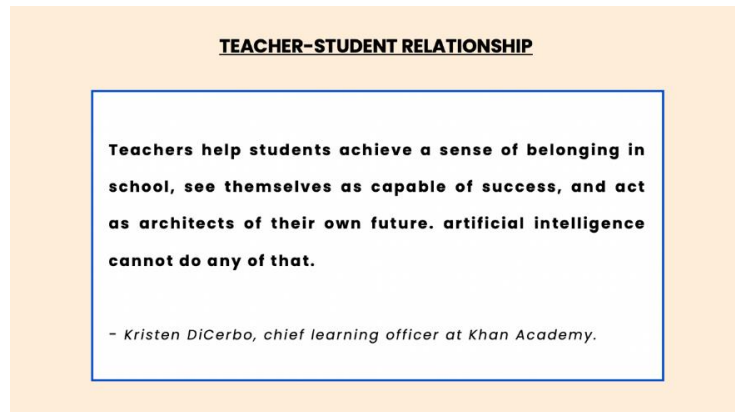 TEACHER-STUDENT RELATIONSHIP
Teachers help students achieve a sense of belonging in
school, see themselves as capable of success, and act
as architects of their own future. artificial intelligence
cannot do any of that.
- Kristen DiCerbo, chief learning officer at Khan Academy.